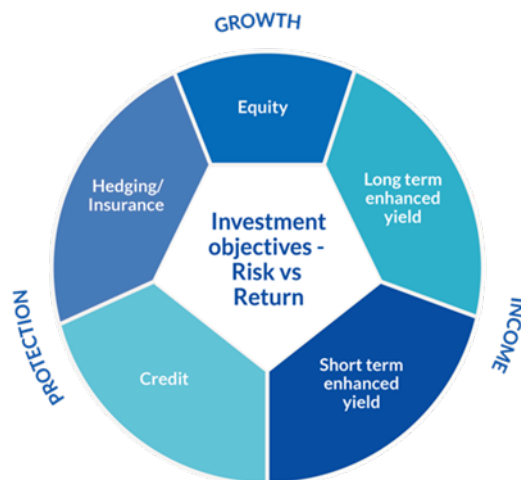 GROWTH
Equity
Hedging/
Insurance
Long term
enhanced
yield
Investment
objectives -
Risk vs
Return
PROTECTION
INCOME
Credit
Short term
enhanced
yield